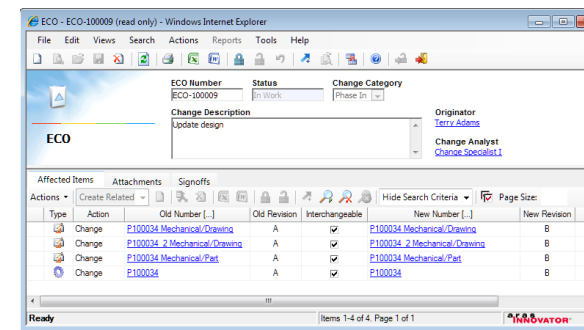 ECO - ECO-100009 (read only) - Windows Internet Explorer
File Edit Views Search Actions Reports Tools Help
ECO Number Status Change Category
ECO-100009 In Work Phase In
Change Description
Update design
Originator
Terry Adams
ECO
Change Analyst
Change Specialist I
Affected Items Attachments Signoffs
Actions Create Related Hide Search Criteria Page Size:
Type Action Old Number [...] Old Revision Interchangeable New Number [...] New Revision
Change P100034 Mechanical/Drawing A P100034 Mechanical/Drawing B
Change P100034_2 Mechanical/Drawing A P100034_2 Mechanical/Drawing B
Change P100034 Mechanical/Part A P100034 Mechanical/Part B
Change P100034 A P100034 B
Ready Items 1-4 of 4. Page 1 of 1 aras INNOVATOR